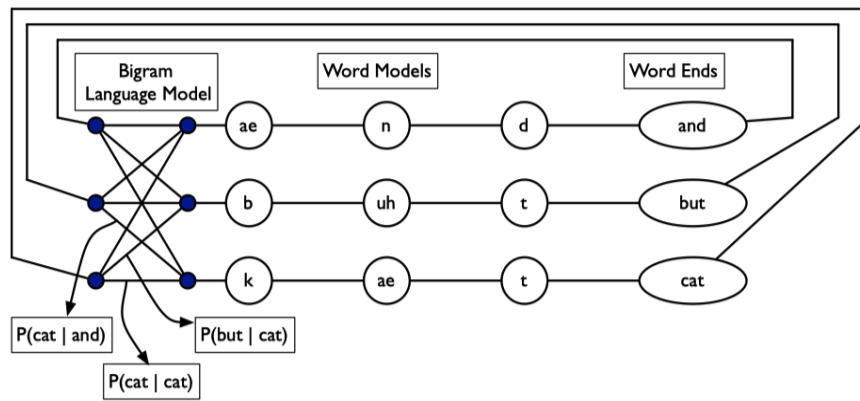 Bigram
Language Model
Word Models
Word Ends
ae
n
d
and
b
uh
t
but
k
ae
t
cat
P(cat | and)
P(but | cat)
P(cat | cat)